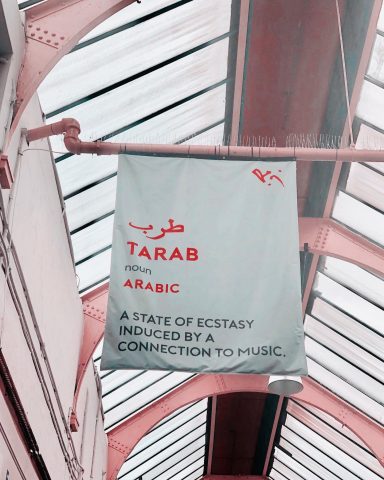 طرب
TARAB
noun
ARABIC
A STATE OF ECSTASY
INDUCED BY A
CONNECTION TO MUSIC.